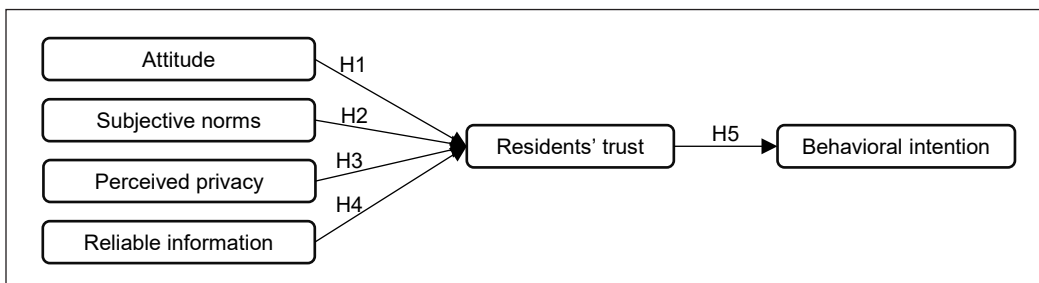 Attitude
H1
Subjective norms
H2
Perceived privacy
H3
Reliable information
H4
Residents’ trust
H5
Behavioral intention